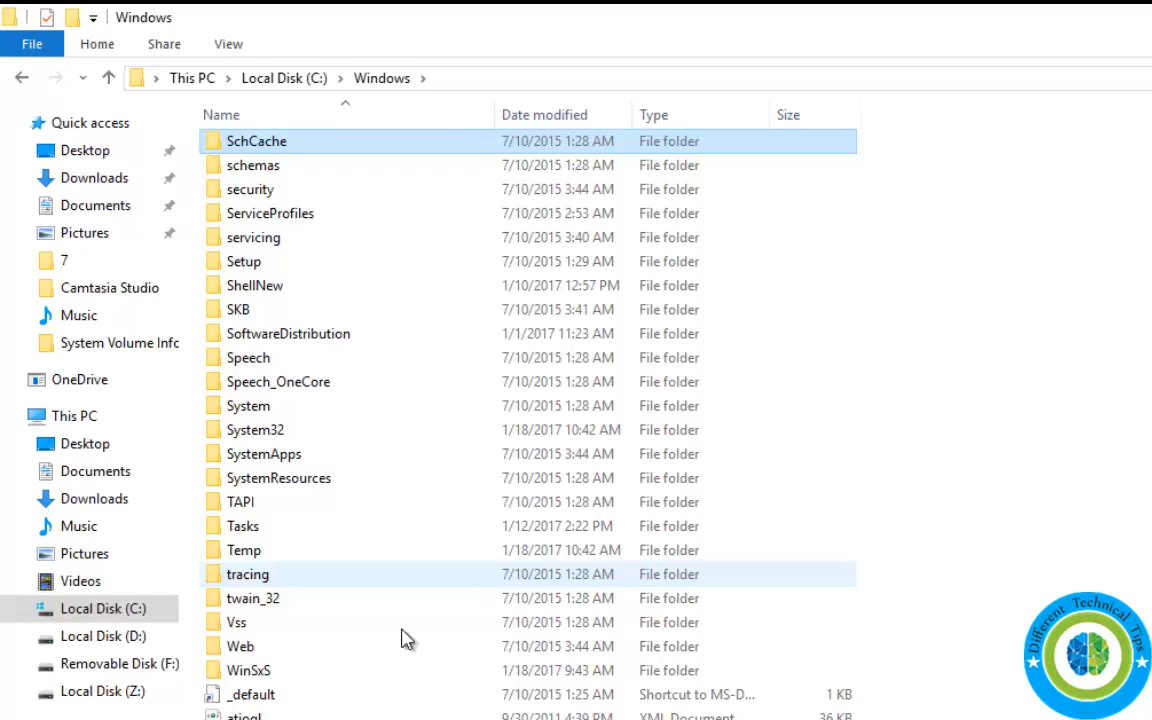 Windows
File Home Share View
This PC Local Disk (C:) Windows
Name Date modified Type Size
Quick access
Desktop
Downloads
Documents
Pictures
7
Camtasia Studio
Music
System Volume Infc
OneDrive
This PC
Desktop
Documents
Downloads
Music
Pictures
Videos
Local Disk (C:)
Local Disk (D:)
Removable Disk (F:)
Local Disk (Z:)
SchCache 7/10/2015 1:28 AM File folder
schemas 7/10/2015 1:28 AM File folder
security 7/10/2015 3:44 AM File folder
ServiceProfiles 7/10/2015 2:53 AM File folder
servicing 7/10/2015 3:40 AM File folder
Setup 7/10/2015 1:29 AM File folder
ShellNew 1/10/2017 12:57 PM File folder
SKB 7/10/2015 3:41 AM File folder
SoftwareDistribution 1/1/2017 11:23 AM File folder
Speech 7/10/2015 1:28 AM File folder
Speech_OneCore 7/10/2015 1:28 AM File folder
System 7/10/2015 1:28 AM File folder
System32 1/18/2017 10:42 AM File folder
SystemApps 7/10/2015 3:44 AM File folder
SystemResources 7/10/2015 1:28 AM File folder
TAPI 7/10/2015 1:28 AM File folder
Tasks 1/12/2017 2:22 PM File folder
Temp 1/18/2017 10:42 AM File folder
tracing 7/10/2015 1:28 AM File folder
twain_32 7/10/2015 1:28 AM File folder
Vss 7/10/2015 1:28 AM File folder
Web 7/10/2015 3:44 AM File folder
WinSxS 1/18/2017 9:43 AM File folder
_default 7/10/2015 1:25 AM Shortcut to MS-D... 1 KB
atiogl 9/30/2011 4:39 PM XML Document 36 KB
Different Technical Tips